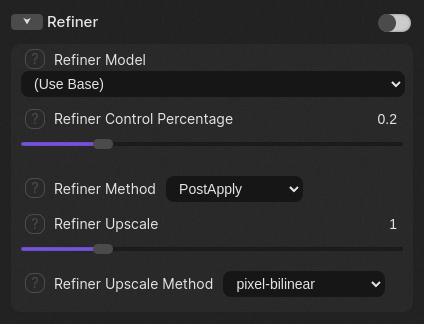 Refiner
? Refiner Model
(Use Base)
? Refiner Control Percentage 0.2
? Refiner Method PostApply
? Refiner Upscale 1
? Refiner Upscale Method pixel-bilinear